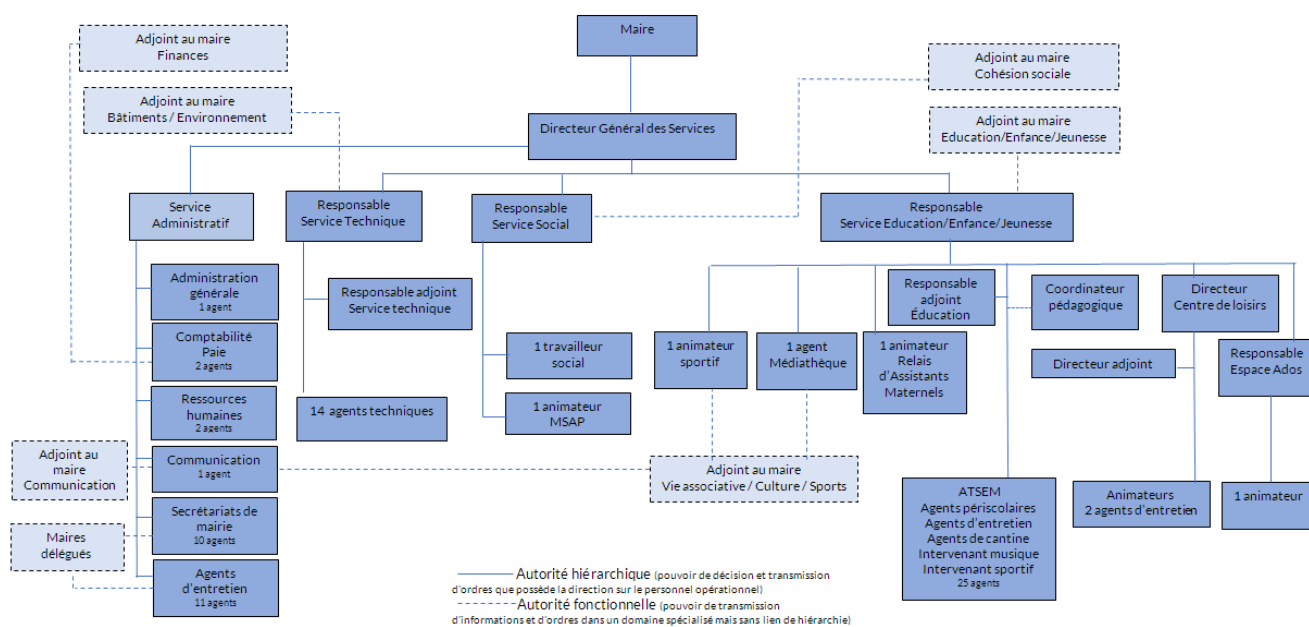 Maire
Adjoint au maire
Finances
Adjoint au maire
Cohésion sociale
Adjoint au maire
Bâtiments / Environnement
Adjoint au maire
Education/Enfance/Jeunesse
Directeur Général des Services
Service
Administratif
Responsable
Service Technique
Responsable
Service Social
Responsable
Service Education/Enfance/Jeunesse
Administration
générale
1 agent
Comptabilité
Paie
2 agents
Ressources
humaines
2 agents
Communication
1 agent
Secrétariats de
mairie
10 agents
Agents
d'entretien
11 agents
Adjoint au
maire
Communication
Maires
délégués
Responsable adjoint
Service technique
14 agents techniques
1 travailleur
social
1 animateur
MSAP
1 animateur
sportif
1 agent
Médiathèque
1 animateur
Relais
d'Assistants
Maternels
Responsable
adjoint
Éducation
Coordinateur
pédagogique
Directeur
Centre de loisirs
Directeur adjoint
Responsable
Espace Ados
Adjoint au maire
Vie associative / Culture / Sports
ATSEM
Agents périscolaires
Agents d'entretien
Agents de cantine
Intervenant musique
Intervenant sportif
25 agents
Animateurs
2 agents d'entretien
1 animateur
Autorité hiérarchique (pouvoir de décision et transmission
d'ordres que possède la direction sur le personnel opérationnel)
Autorité fonctionnelle (pouvoir de transmission
d'informations et d'ordres dans un domaine spécialisé mais sans lien de hiérarchie)